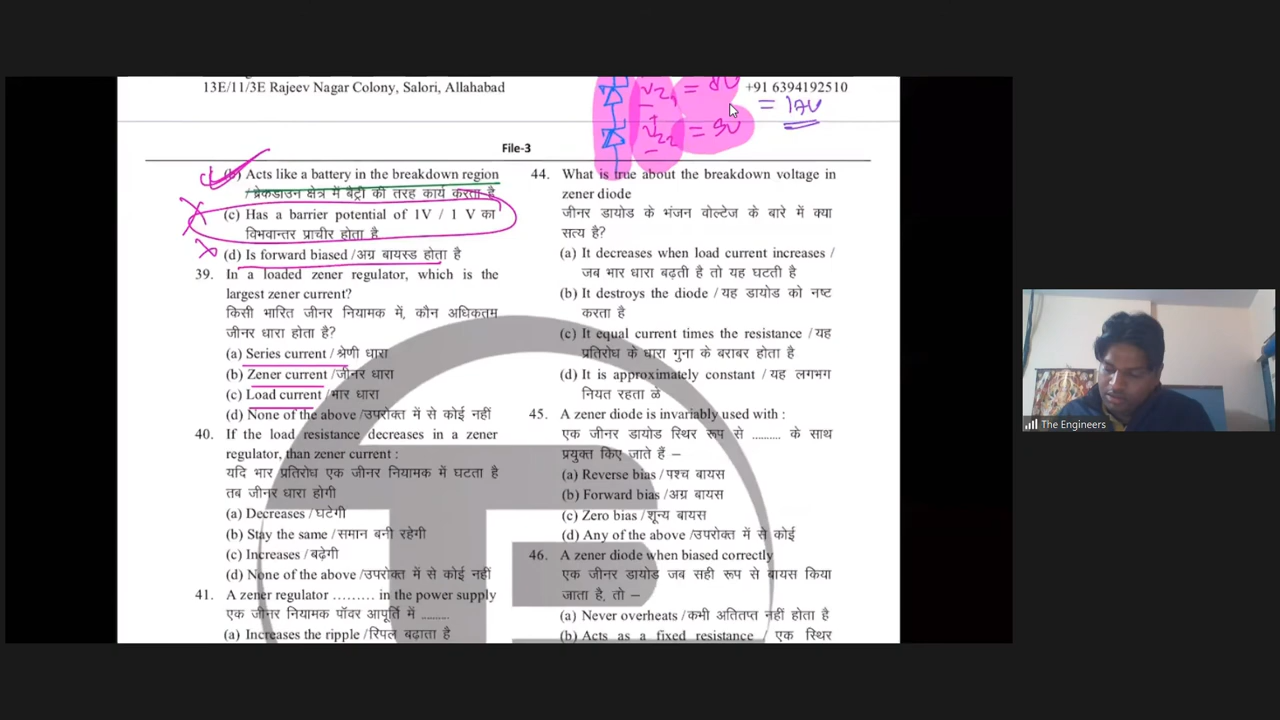 13E/11/3E Rajeev Nagar Colony, Salori, Allahabad
+91 6394192510
= 17V
File-3
(b) Acts like a battery in the breakdown region
/ब्रेकडाउन क्षेत्र में बैट्री की तरह कार्य करता है
(c) Has a barrier potential of 1V / 1 V का
विभवान्तर प्राचीर होता है
(d) Is forward biased /अग्र बायस्ड होता है
39. In a loaded zener regulator, which is the
largest zener current?
किसी भारित जीनर नियामक में, कौन अधिकतम
जीनर धारा होता है?
(a) Series current / श्रेणी धारा
(b) Zener current /जीनर धारा
(c) Load current /भार धारा
(d) None of the above /उपरोक्त में से कोई नहीं
40. If the load resistance decreases in a zener
regulator, than zener current :
यदि भार प्रतिरोध एक जीनर नियामक में घटता है
तब जीनर धारा होगी
(a) Decreases / घटेगी
(b) Stay the same /समान बनी रहेगी
(c) Increases / बढ़ेगी
(d) None of the above /उपरोक्त में से कोई नहीं
41. A zener regulator ......... in the power supply
एक जीनर नियामक पॉवर आपूर्ति में ..........
(a) Increases the ripple / रिपल बढ़ाता है
44. What is true about the breakdown voltage in
zener diode
जीनर डायोड के भंजन वोल्टेज के बारे में क्या
सत्य है?
(a) It decreases when load current increases /
जब भार धारा बढ़ती है तो यह घटती है
(b) It destroys the diode / यह डायोड को नष्ट
करता है
(c) It equal current times the resistance / यह
प्रतिरोध के धारा गुना के बराबर होता है
(d) It is approximately constant / यह लगभग
नियत रहता है
45. A zener diode is invariably used with :
एक जीनर डायोड स्थिर रूप से .......... के साथ
प्रयुक्त किए जाते हैं –
(a) Reverse bias / पश्च बायस
(b) Forward bias /अग्र बायस
(c) Zero bias / शून्य बायस
(d) Any of the above /उपरोक्त में से कोई
46. A zener diode when biased correctly
एक जीनर डायोड जब सही रूप से बायस किया
जाता है, तो –
(a) Never overheats / कभी अतितप्त नहीं होता है
(b) Acts as a fixed resistance एक स्थिर
The Engineers